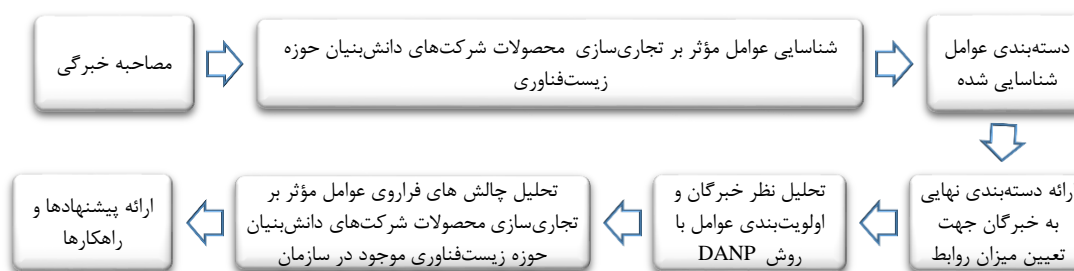 مصاحبه خبرگی
شناسایی عوامل مؤثر بر تجاری‌سازی محصولات شرکت‌های دانش‌بنیان حوزه
زیست‌فناوری
دسته‌بندی عوامل
شناسایی شده
ارائه دسته‌بندی نهایی
به خبرگان جهت
تعیین میزان روابط
تحلیل نظر خبرگان و
اولویت‌بندی عوامل با
روش DANP
تحلیل چالش های فراروی عوامل مؤثر بر
تجاری‌سازی محصولات شرکت‌های دانش‌بنیان
حوزه زیست‌فناوری موجود در سازمان
ارائه پیشنهادها و
راهکارها